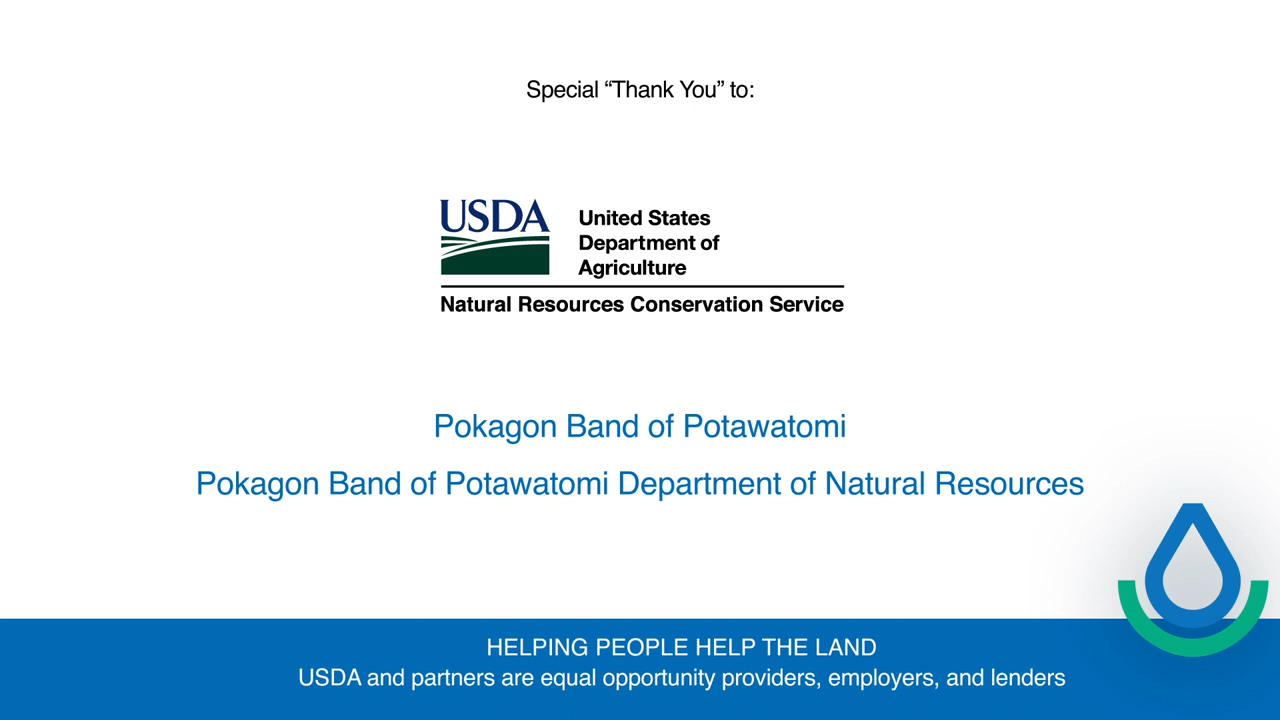 Special “Thank You” to:
USDA
United States
Department of
Agriculture
Natural Resources Conservation Service
Pokagon Band of Potawatomi
Pokagon Band of Potawatomi Department of Natural Resources
HELPING PEOPLE HELP THE LAND
USDA and partners are equal opportunity providers, employers, and lenders